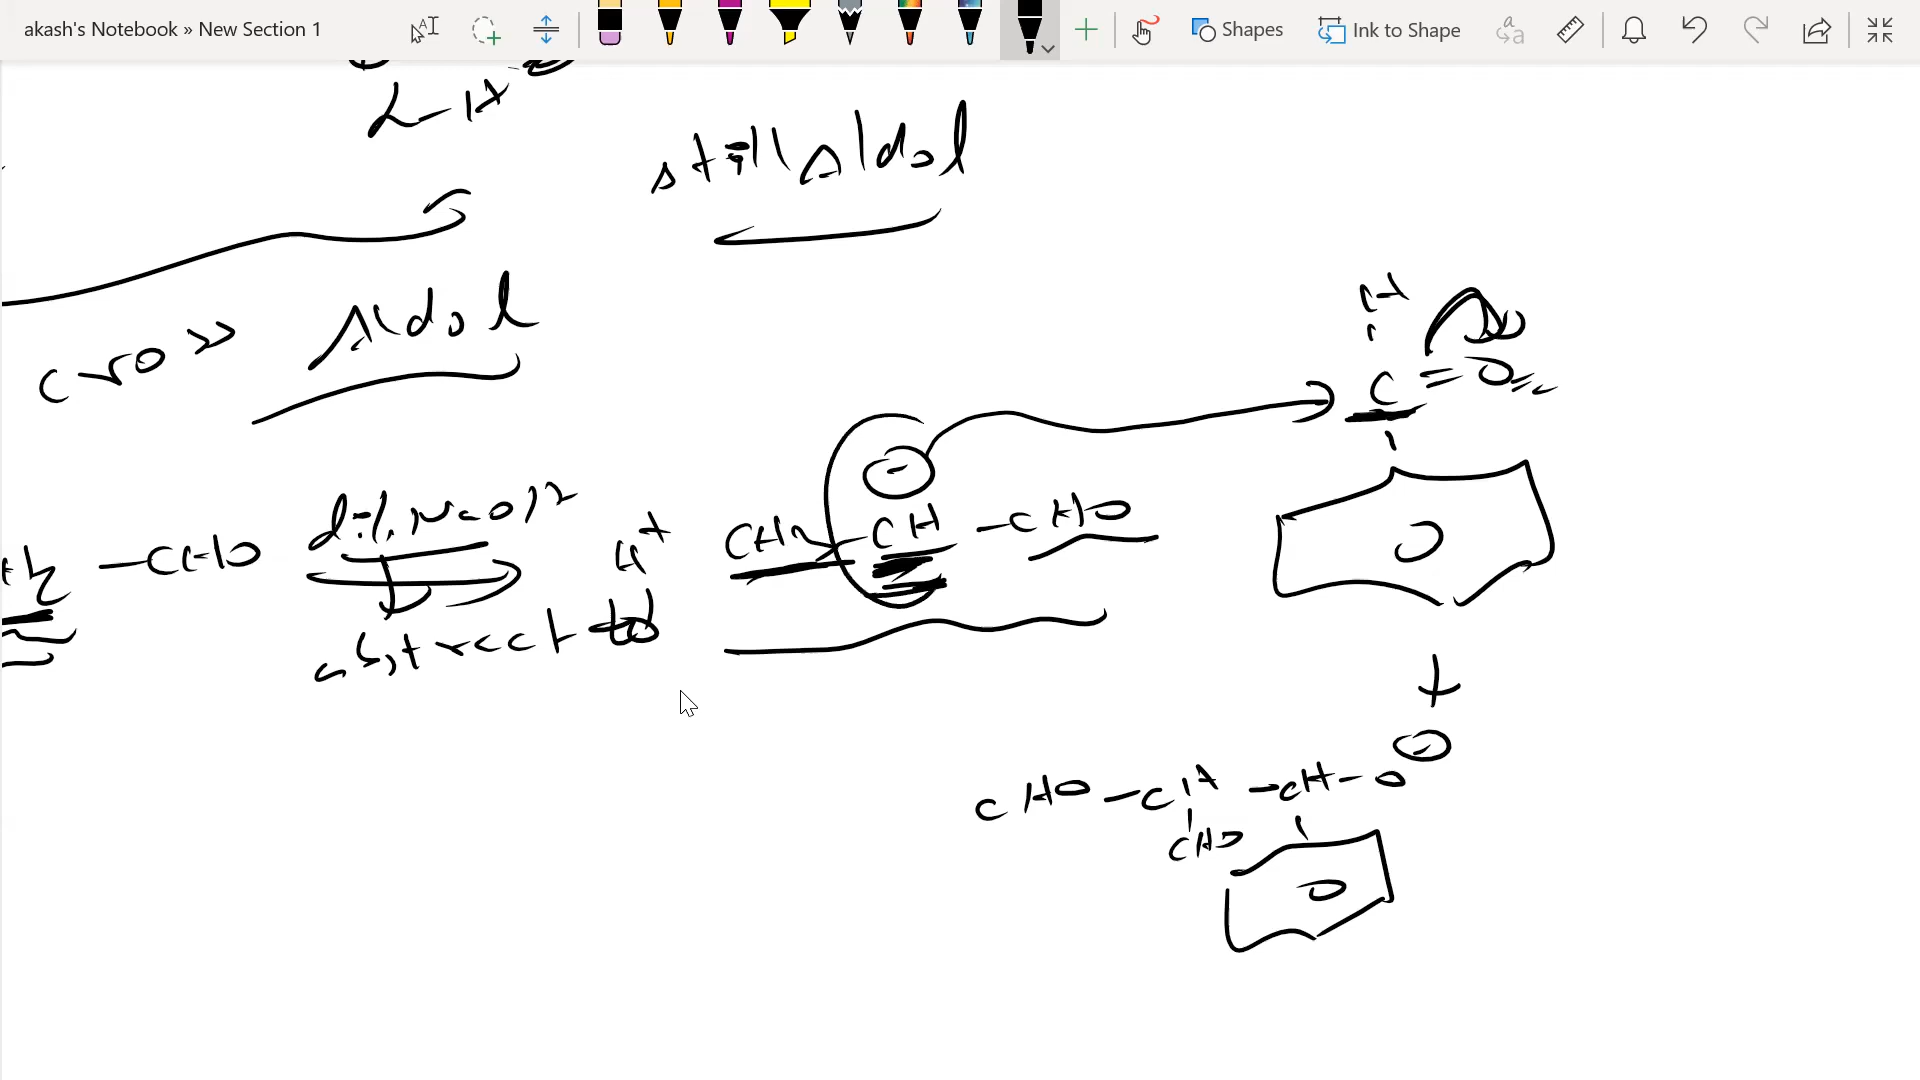 akash's Notebook » New Section 1
Shapes
Ink to Shape
α-H
still Aldol
cross Aldol
H
C=O
-CHO
dil. NaOH
H+
CH3-CH-CHO
abstract
+
CHO-CH-CH-O
CHO